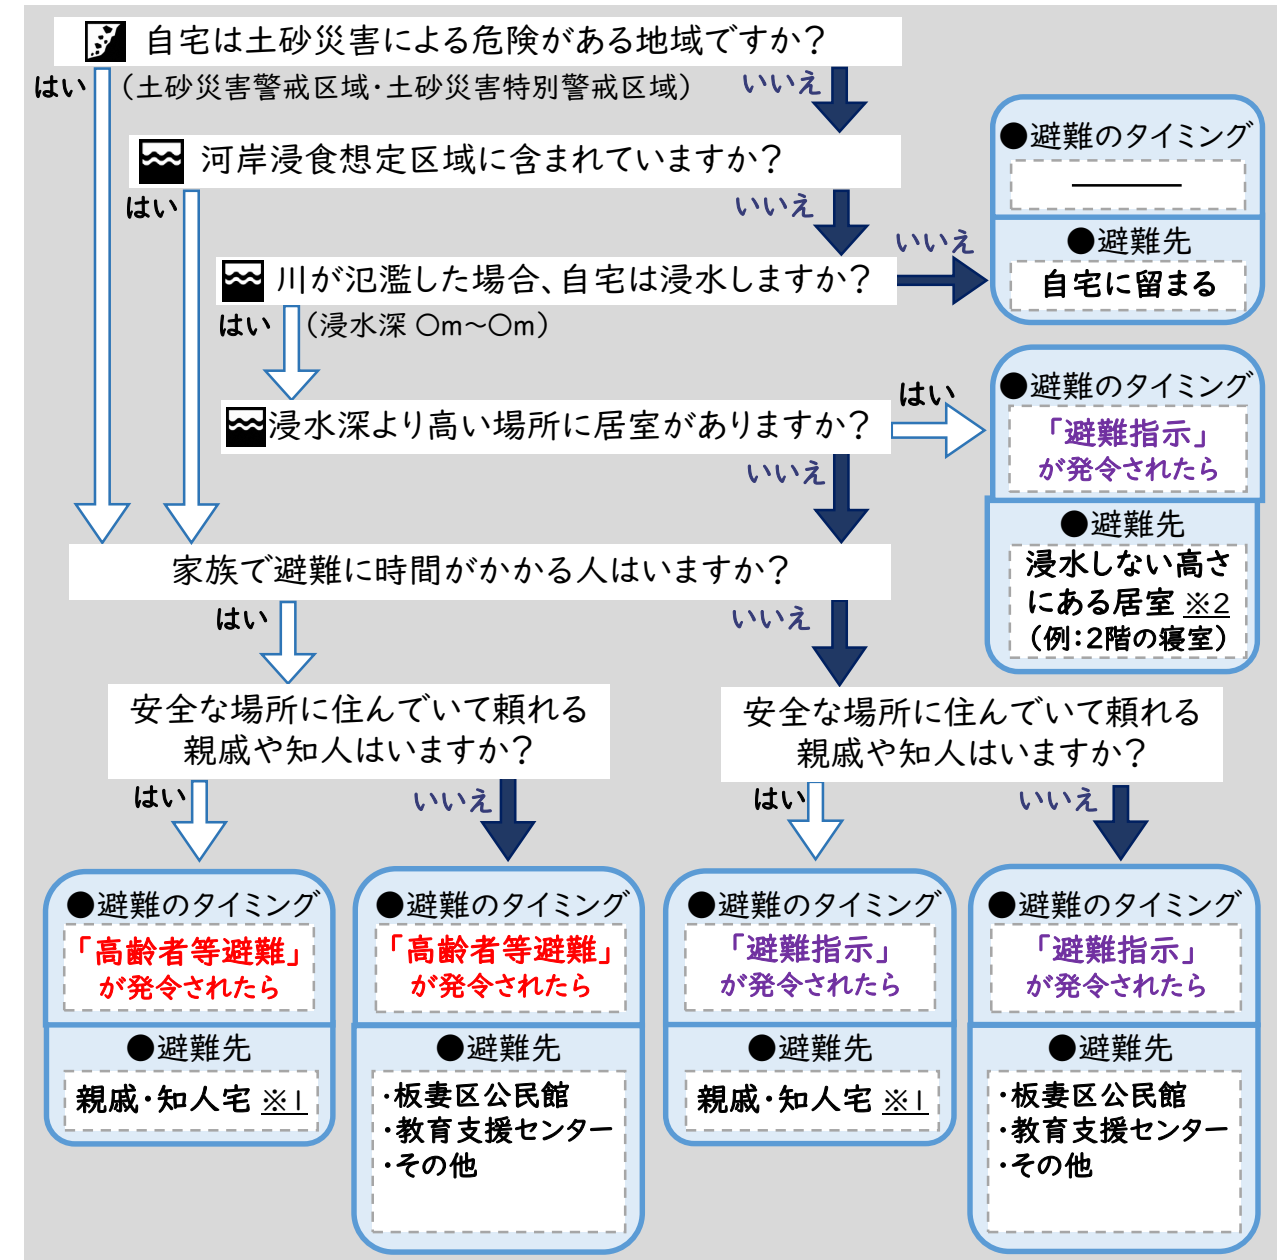 自宅は土砂災害による危険がある地域ですか?
はい
(土砂災害警戒区域・土砂災害特別警戒区域)
いいえ
河岸浸食想定区域に含まれていますか?
はい
いいえ
川が氾濫した場合、自宅は浸水しますか?
いいえ
はい
(浸水深 〇m~〇m)
●避難のタイミング
―――
●避難先
自宅に留まる
浸水深より高い場所に居室がありますか?
はい
いいえ
●避難のタイミング
「避難指示」
が発令されたら
●避難先
浸水しない高さ
にある居室 ※2
(例:2階の寝室)
家族で避難に時間がかかる人はいますか?
はい
いいえ
安全な場所に住んでいて頼れる
親戚や知人はいますか?
はい
いいえ
安全な場所に住んでいて頼れる
親戚や知人はいますか?
はい
いいえ
●避難のタイミング
「高齢者等避難」
が発令されたら
●避難先
親戚・知人宅 ※1
●避難のタイミング
「高齢者等避難」
が発令されたら
●避難先
・板妻区公民館
・教育支援センター
・その他
●避難のタイミング
「避難指示」
が発令されたら
●避難先
親戚・知人宅 ※1
●避難のタイミング
「避難指示」
が発令されたら
●避難先
・板妻区公民館
・教育支援センター
・その他